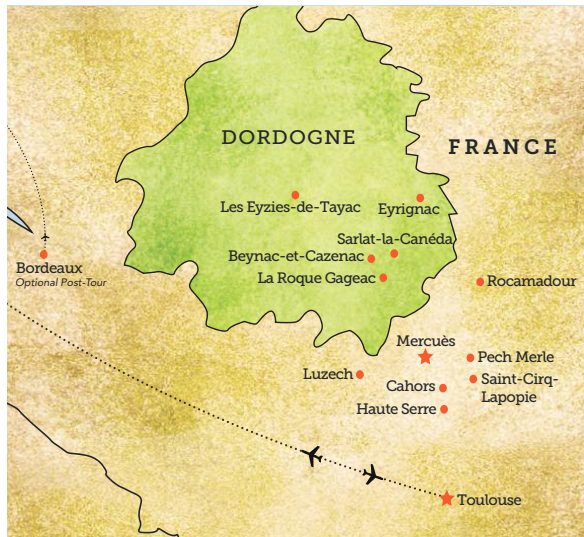 DORDOGNE
FRANCE
Les Eyzies-de-Tayac
Eyrignac
Sarlat-la-Canéda
Beynac-et-Cazenac
La Roque Gageac
Bordeaux
Optional Post-Tour
Rocamadour
Mercuès
Pech Merle
Luzech
Saint-Cirq-
Lapopie
Cahors
Haute Serre
Toulouse